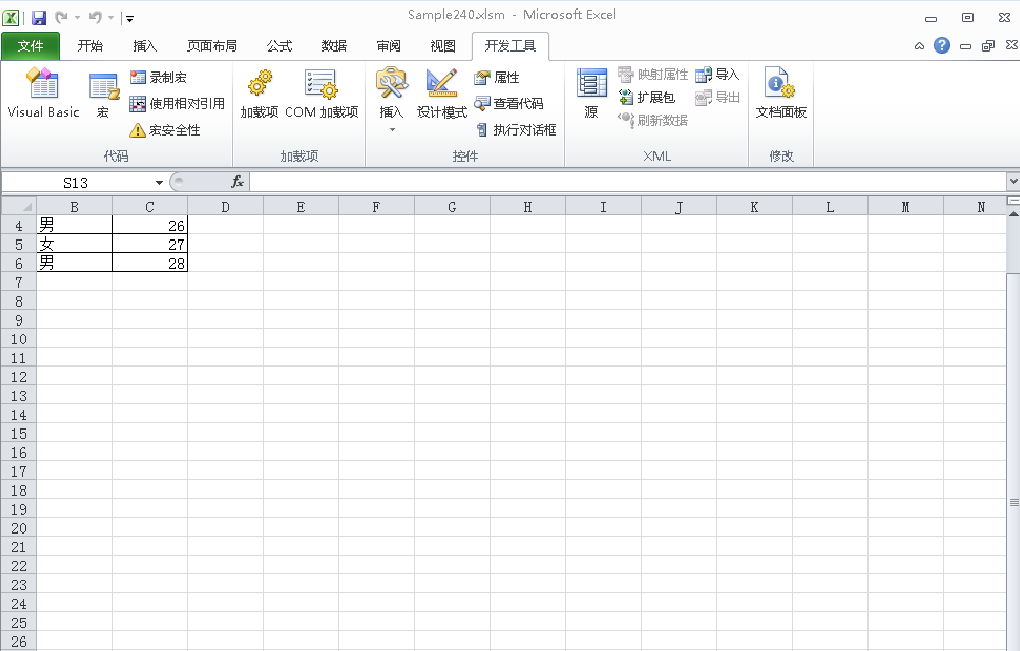 Sample240.xlsm - Microsoft Excel
文件 开始 插入 页面布局 公式 数据 审阅 视图 开发工具
Visual Basic
宏
录制宏
使用相对引用
宏安全性
代码
加载项
COM 加载项
加载项
插入
设计模式
属性
查看代码
执行对话框
控件
源
映射属性
扩展包
刷新数据
导入
导出
XML
文档面板
修改
S13 fx
B C D E F G H I J K L M N
4 男 26
5 女 27
6 男 28
7
8
9
10
11
12
13
14
15
16
17
18
19
20
21
22
23
24
25
26